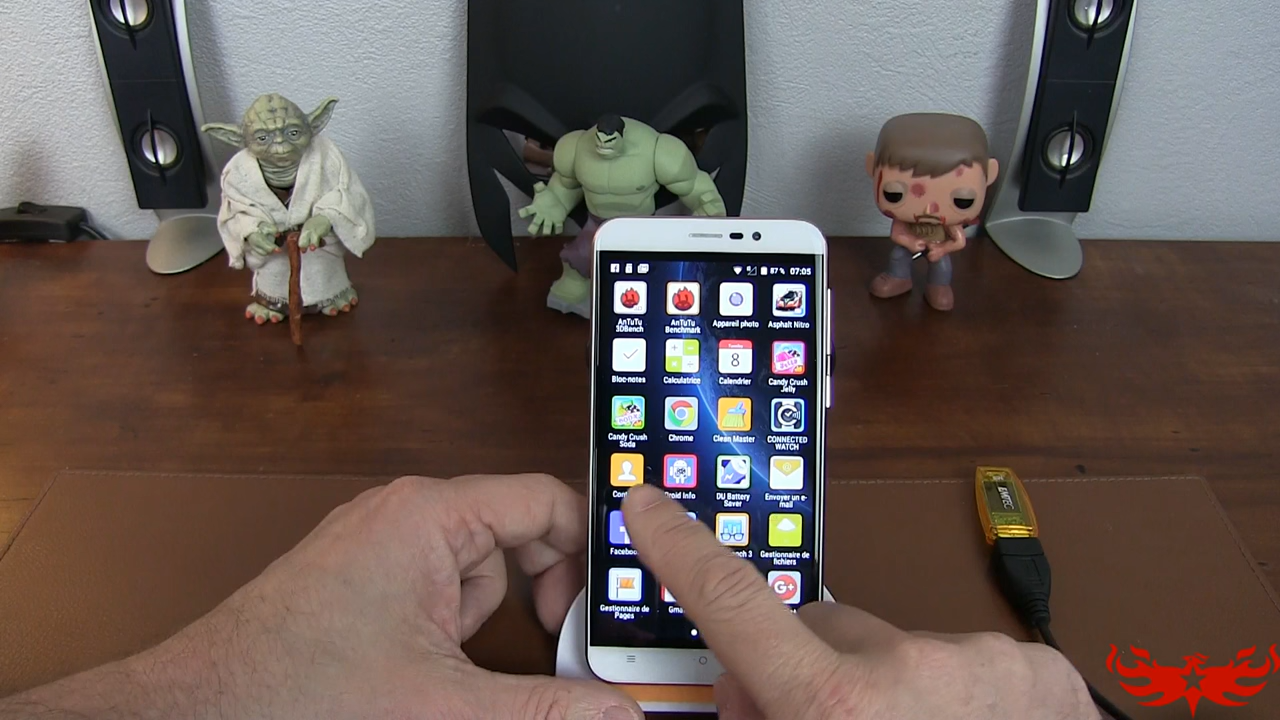 87% 07:05
AnTuTu 3DBench
AnTuTu Benchmark
Appareil photo
Asphalt Nitro
Bloc-notes
Calculatrice
Tuesday
8
Calendrier
Candy Crush Jelly
Candy Crush Soda
Chrome
Clean Master
CONNECTED WATCH
Droid Info
DU Battery Saver
Envoyer un e-mail
Gestionnaire de fichiers
Gestionnaire de Pages
G+